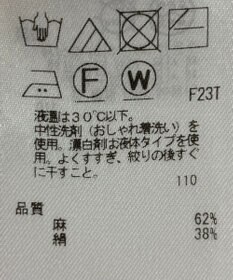 F
W
F23T
液温は30℃以下。
中性洗剤（おしゃれ着洗い）を
使用。漂白剤は液体タイプを使
用。よくすすぎ、絞りの後すぐ
に干すこと。
110
品質
麻 62%
絹 38%